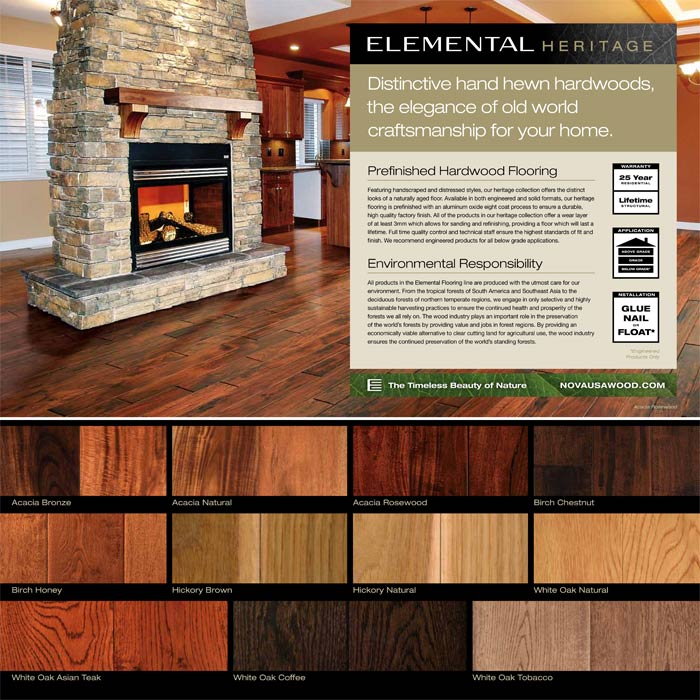 ELEMENTAL HERITAGE
Distinctive hand hewn hardwoods,
the elegance of old world
craftsmanship for your home.
Prefinished Hardwood Flooring
Featuring handscraped and distressed styles, our heritage collection offers the distinct
looks of a naturally aged floor. Available in both engineered and solid formats, our heritage
flooring is prefinished with an aluminum oxide eight coat process to ensure a durable,
high quality factory finish. All of the products in our heritage collection offer a wear layer
of at least 3mm which allows for sanding and refinishing, providing a floor which will last a
lifetime. Full time quality control and technical staff ensure the highest standards of fit and
finish. We recommend engineered products for all below grade applications.
Environmental Responsibility
All products in the Elemental Flooring line are produced with the utmost care for our
environment. From the tropical forests of South America and Southeast Asia to the
deciduous forests of northern temperate regions, we engage in only selective and highly
sustainable harvesting practices to ensure the continued health and prosperity of the
forests we all rely on. The wood industry plays an important role in the preservation
of the world's forests by providing value and jobs in forest regions. By providing an
economically viable alternative to clear cutting land for agricultural use, the wood industry
ensures the continued preservation of the world's standing forests.
WARRANTY
25 Year
RESIDENTIAL
Lifetime
STRUCTURAL
APPLICATION
ABOVE GRADE
GRADE
BELOW GRADE*
INSTALLATION
GLUE
NAIL
OR
FLOAT*
*Engineered
Products Only
The Timeless Beauty of Nature NOVAUSAWOOD.COM
Acacia Rosewood
Acacia Bronze
Acacia Natural
Acacia Rosewood
Birch Chestnut
Birch Honey
Hickory Brown
Hickory Natural
White Oak Natural
White Oak Asian Teak
White Oak Coffee
White Oak Tobacco